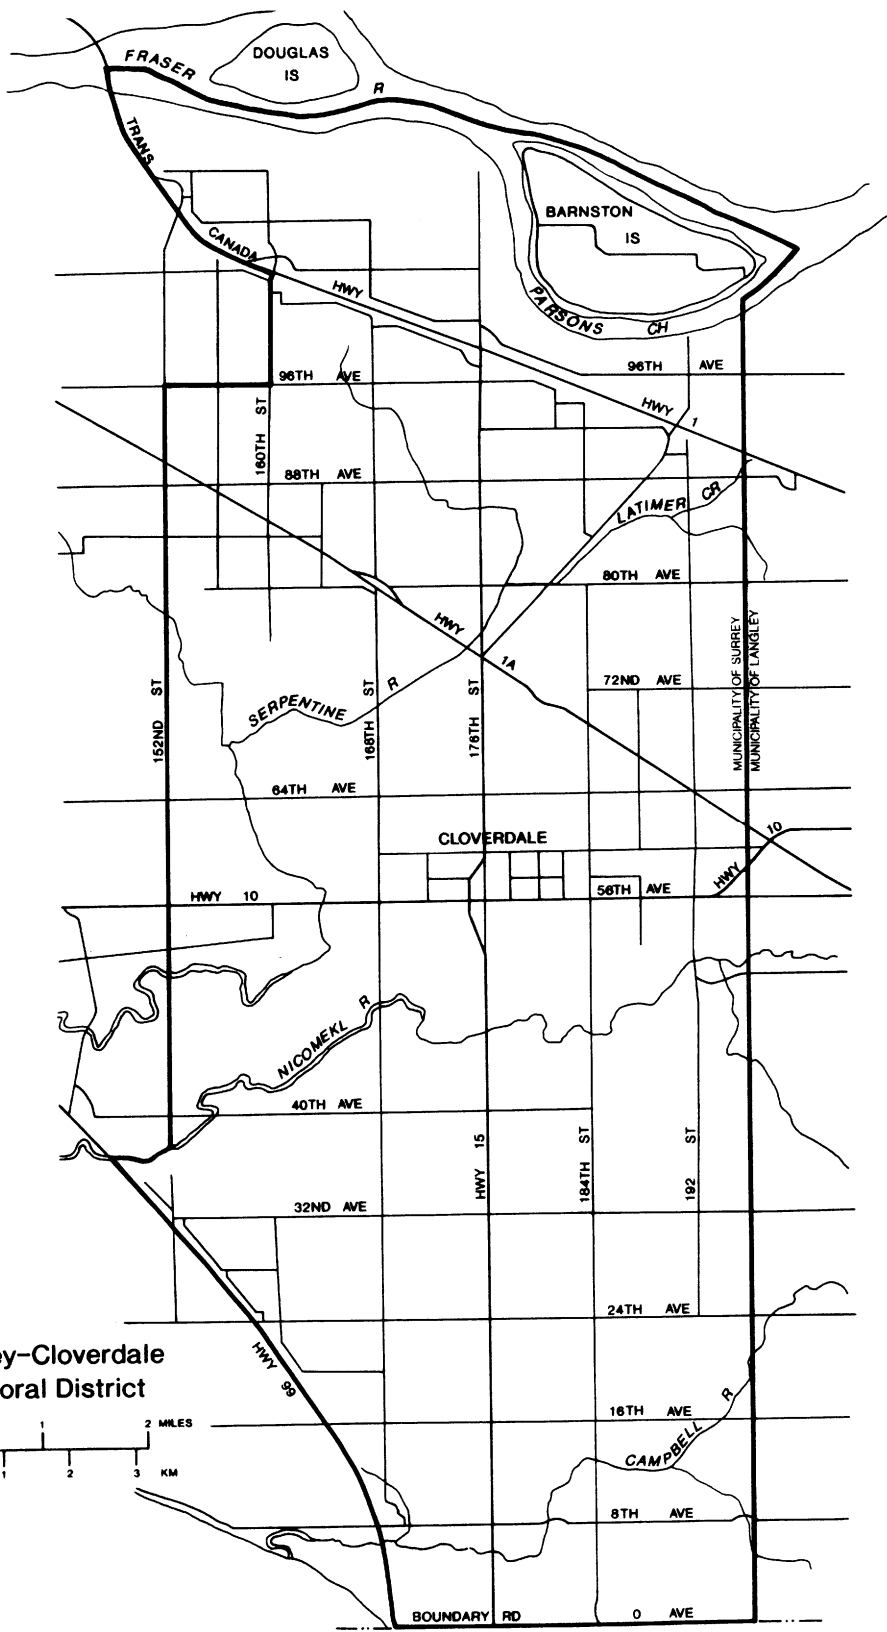 DOUGLAS
IS
FRASER
R
TRANS
CANADA
HWY
BARNSTON
IS
PARSONS CH
96TH AVE
96TH AVE
HWY 1
160TH ST
88TH AVE
LATIMER CR
80TH AVE
HWY 1A
MUNICIPALITY OF SURREY
MUNICIPALITY OF LANGLEY
72ND AVE
SERPENTINE R
152ND ST
168TH ST
176TH ST
64TH AVE
CLOVERDALE
HWY 10
HWY 10
56TH AVE
NICOMEKL R
40TH AVE
HWY 15
184TH ST
192 ST
32ND AVE
24TH AVE
ey-Cloverdale
oral District
HWY 99
1 2 MILES
1 2 3 KM
16TH AVE
CAMPBELL R
8TH AVE
BOUNDARY RD 0 AVE